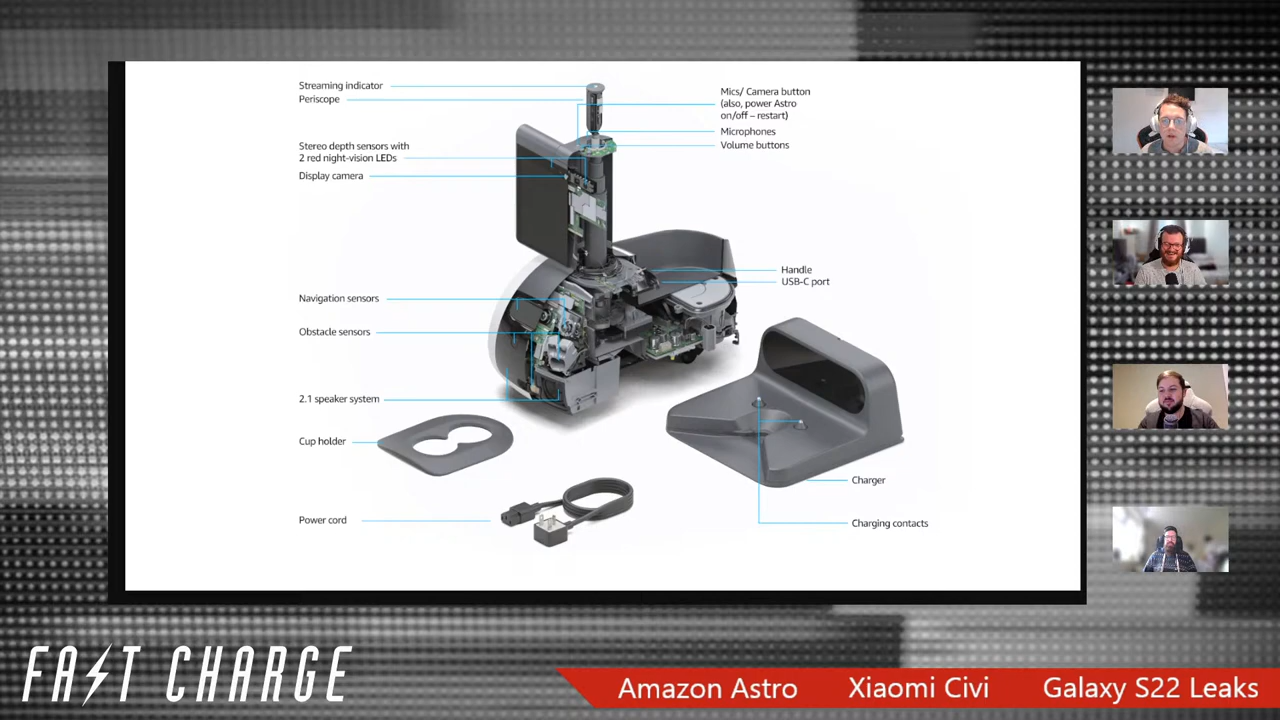 Streaming indicator
Periscope
Stereo depth sensors with
2 red night-vision LEDs
Display camera
Navigation sensors
Obstacle sensors
2.1 speaker system
Cup holder
Power cord
Mics/ Camera button
(also, power Astro
on/off – restart)
Microphones
Volume buttons
Handle
USB-C port
Charger
Charging contacts
FAST CHARGE
Amazon Astro Xiaomi Civi Galaxy S22 Leaks